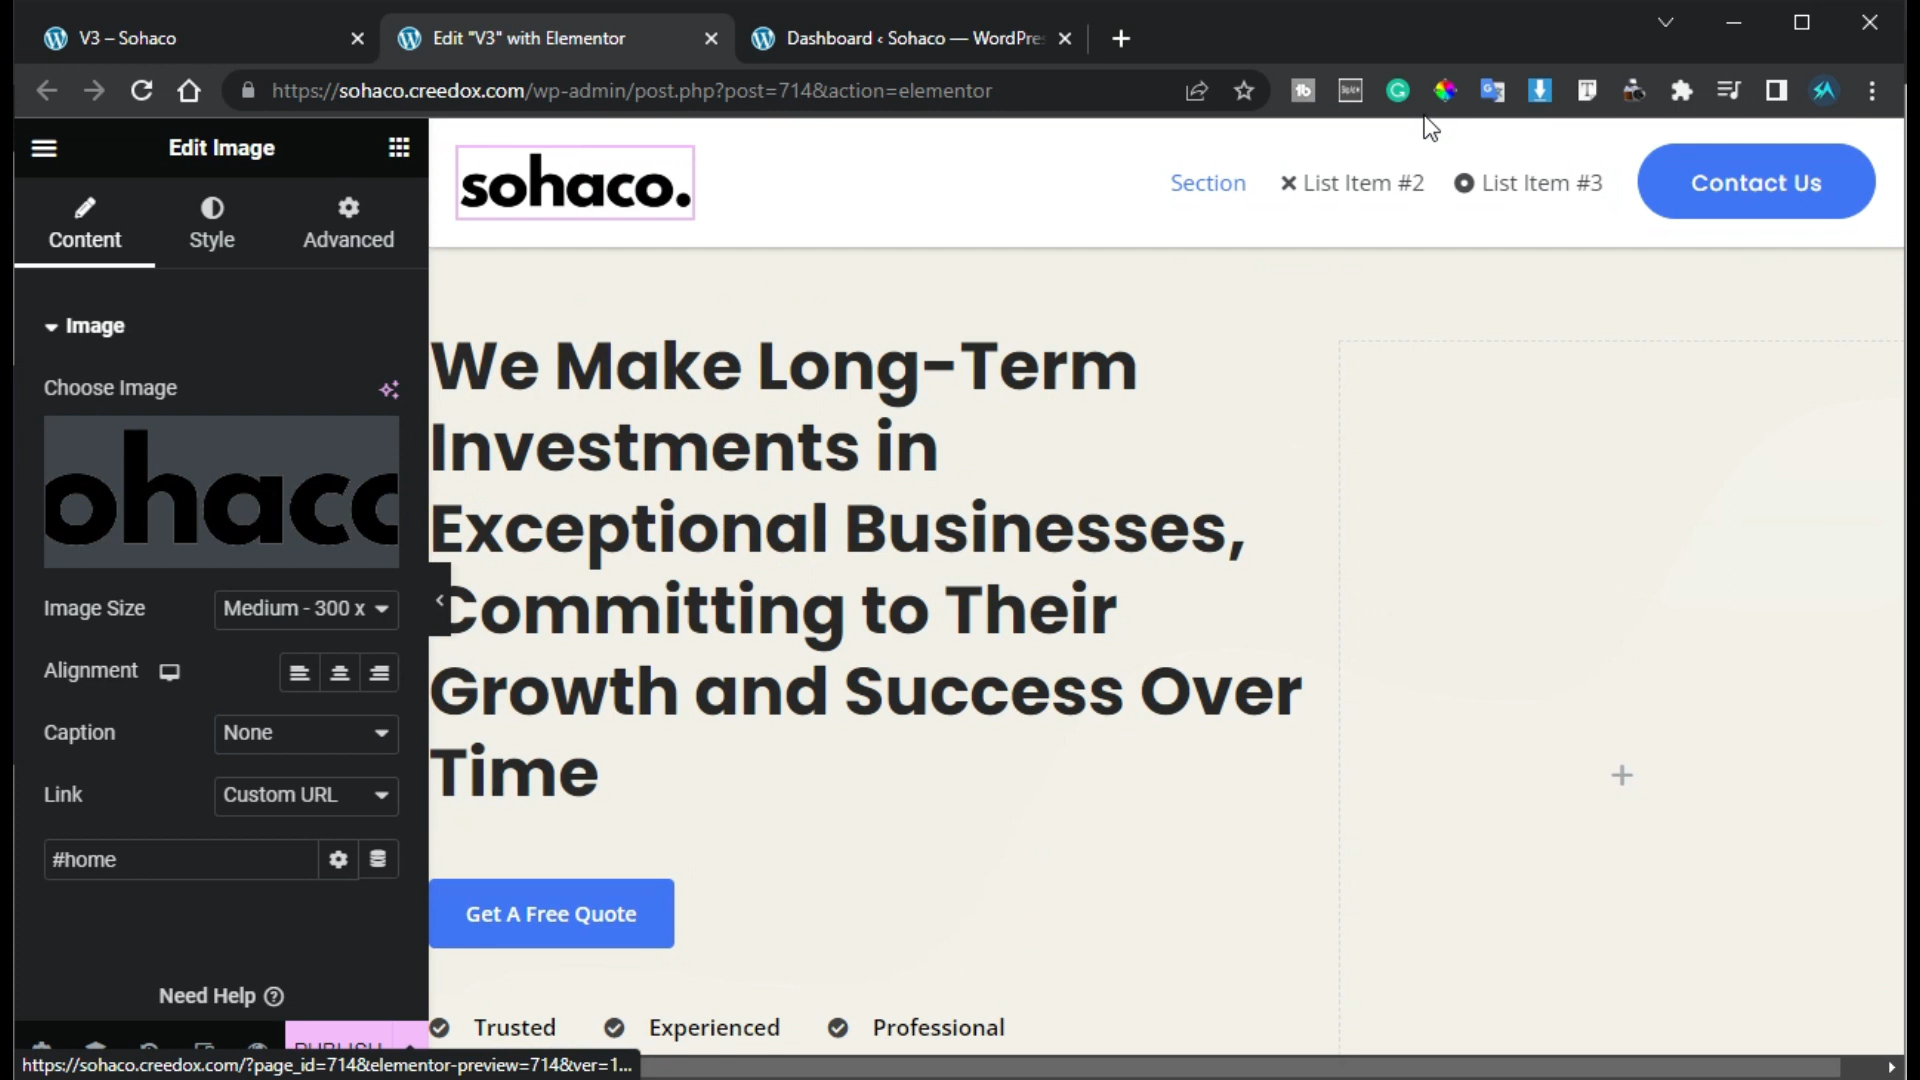 V3 – Sohaco
Edit "V3" with Elementor
Dashboard ‹ Sohaco — WordPre
https://sohaco.creedox.com/wp-admin/post.php?post=714&action=elementor
Edit Image
Content
Style
Advanced
sohaco.
Section
List Item #2
List Item #3
Contact Us
Image
Choose Image
ohaco
Image Size
Medium - 300 x
Alignment
Caption
None
Link
Custom URL
#home
Need Help
PUBLISH
We Make Long-Term
Investments in
Exceptional Businesses,
Committing to Their
Growth and Success Over
Time
Get A Free Quote
Trusted
Experienced
Professional
https://sohaco.creedox.com/?page_id=714&elementor-preview=714&ver=1...